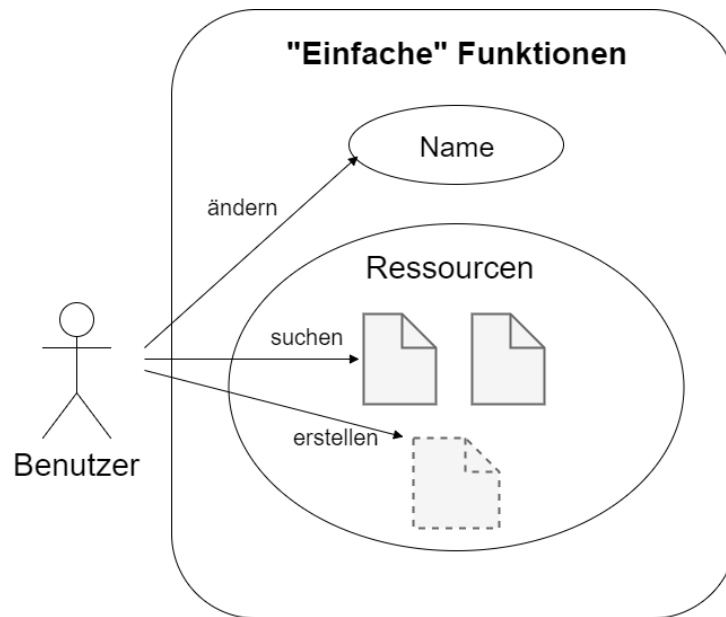 "Einfache" Funktionen
Name
ändern
Ressourcen
suchen
erstellen
Benutzer